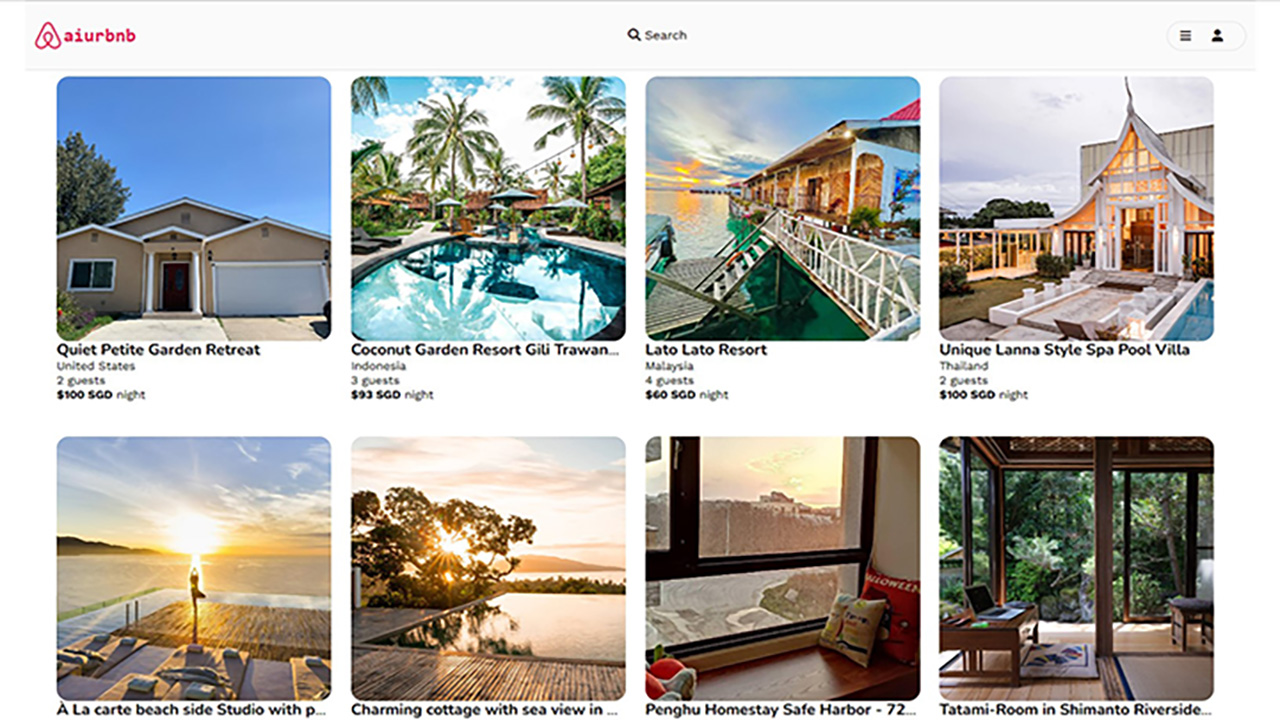 aiurbnb
Search
Quiet Petite Garden Retreat
United States
2 guests
$100 SGD night
Coconut Garden Resort Gili Trawan...
Indonesia
3 guests
$93 SGD night
Lato Lato Resort
Malaysia
4 guests
$60 SGD night
Unique Lanna Style Spa Pool Villa
Thailand
2 guests
$100 SGD night
À La carte beach side Studio with p...
Charming cottage with sea view in ...
ALLOWEEN
Penghu Homestay Safe Harbor - 72...
Tatami-Room in Shimanto Riverside...